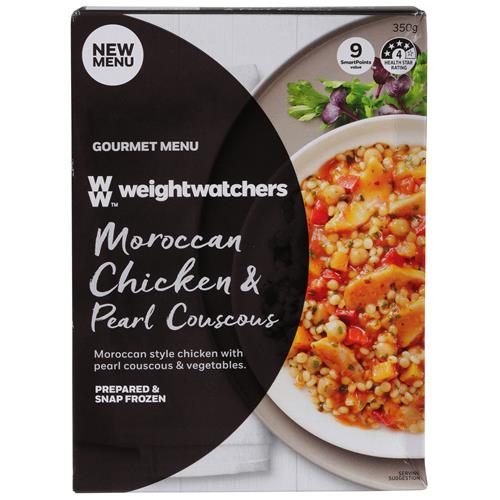 NEW
MENU
350g
9
SmartPoints
value
4
HEALTH STAR
RATING
GOURMET MENU
WW™ weightwatchers
Moroccan
Chicken &
Pearl Couscous
Moroccan style chicken with
pearl couscous & vegetables.
PREPARED &
SNAP FROZEN
SERVING
SUGGESTION